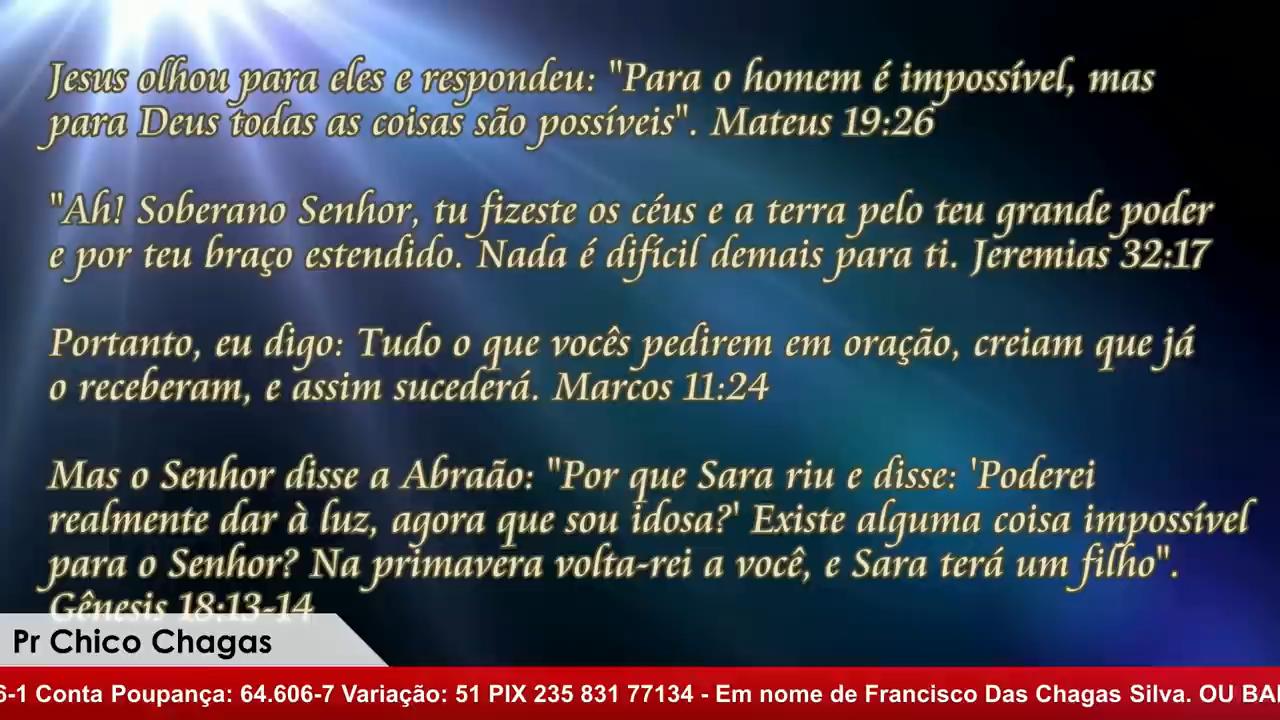 Jesus olhou para eles e respondeu: "Para o homem é impossível, mas
para Deus todas as coisas são possíveis". Mateus 19:26
"Ah! Soberano Senhor, tu fizeste os céus e a terra pelo teu grande poder
e por teu braço estendido. Nada é difícil demais para ti. Jeremias 32:17
Portanto, eu digo: Tudo o que vocês pedirem em oração, creiam que já
o receberam, e assim sucederá. Marcos 11:24
Mas o Senhor disse a Abraão: "Por que Sara riu e disse: 'Poderei
realmente dar à luz, agora que sou idosa?' Existe alguma coisa impossível
para o Senhor? Na primavera volta-rei a você, e Sara terá um filho".
Gênesis 18:13-14
Pr Chico Chagas
6-1 Conta Poupança: 64.606-7 Variação: 51 PIX 235 831 77134 - Em nome de Francisco Das Chagas Silva. OU BA